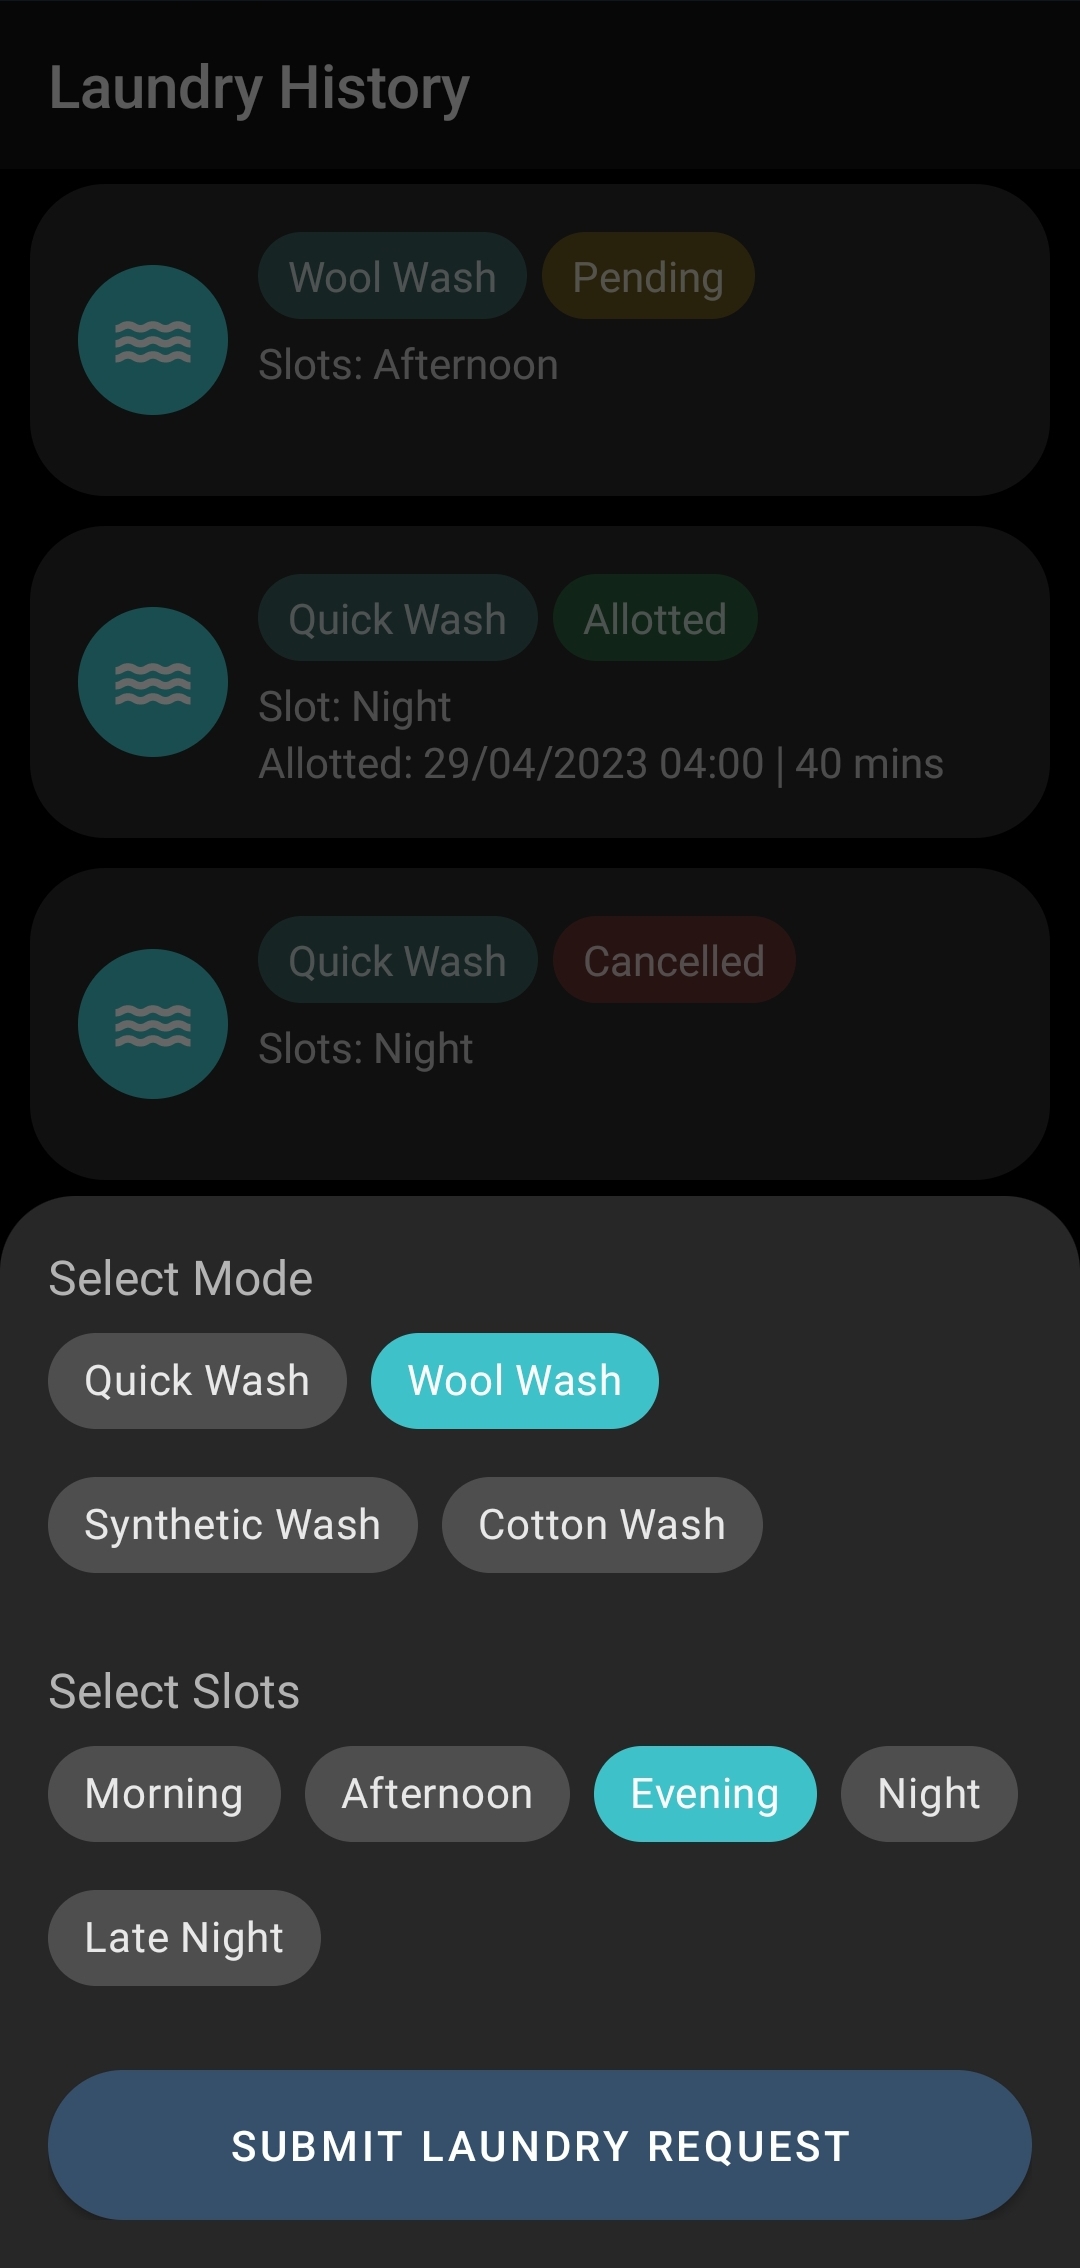 Laundry History
Wool Wash Pending
Slots: Afternoon
Quick Wash Allotted
Slot: Night
Allotted: 29/04/2023 04:00 | 40 mins
Quick Wash Cancelled
Slots: Night
Select Mode
Quick Wash Wool Wash
Synthetic Wash Cotton Wash
Select Slots
Morning Afternoon Evening Night
Late Night
SUBMIT LAUNDRY REQUEST